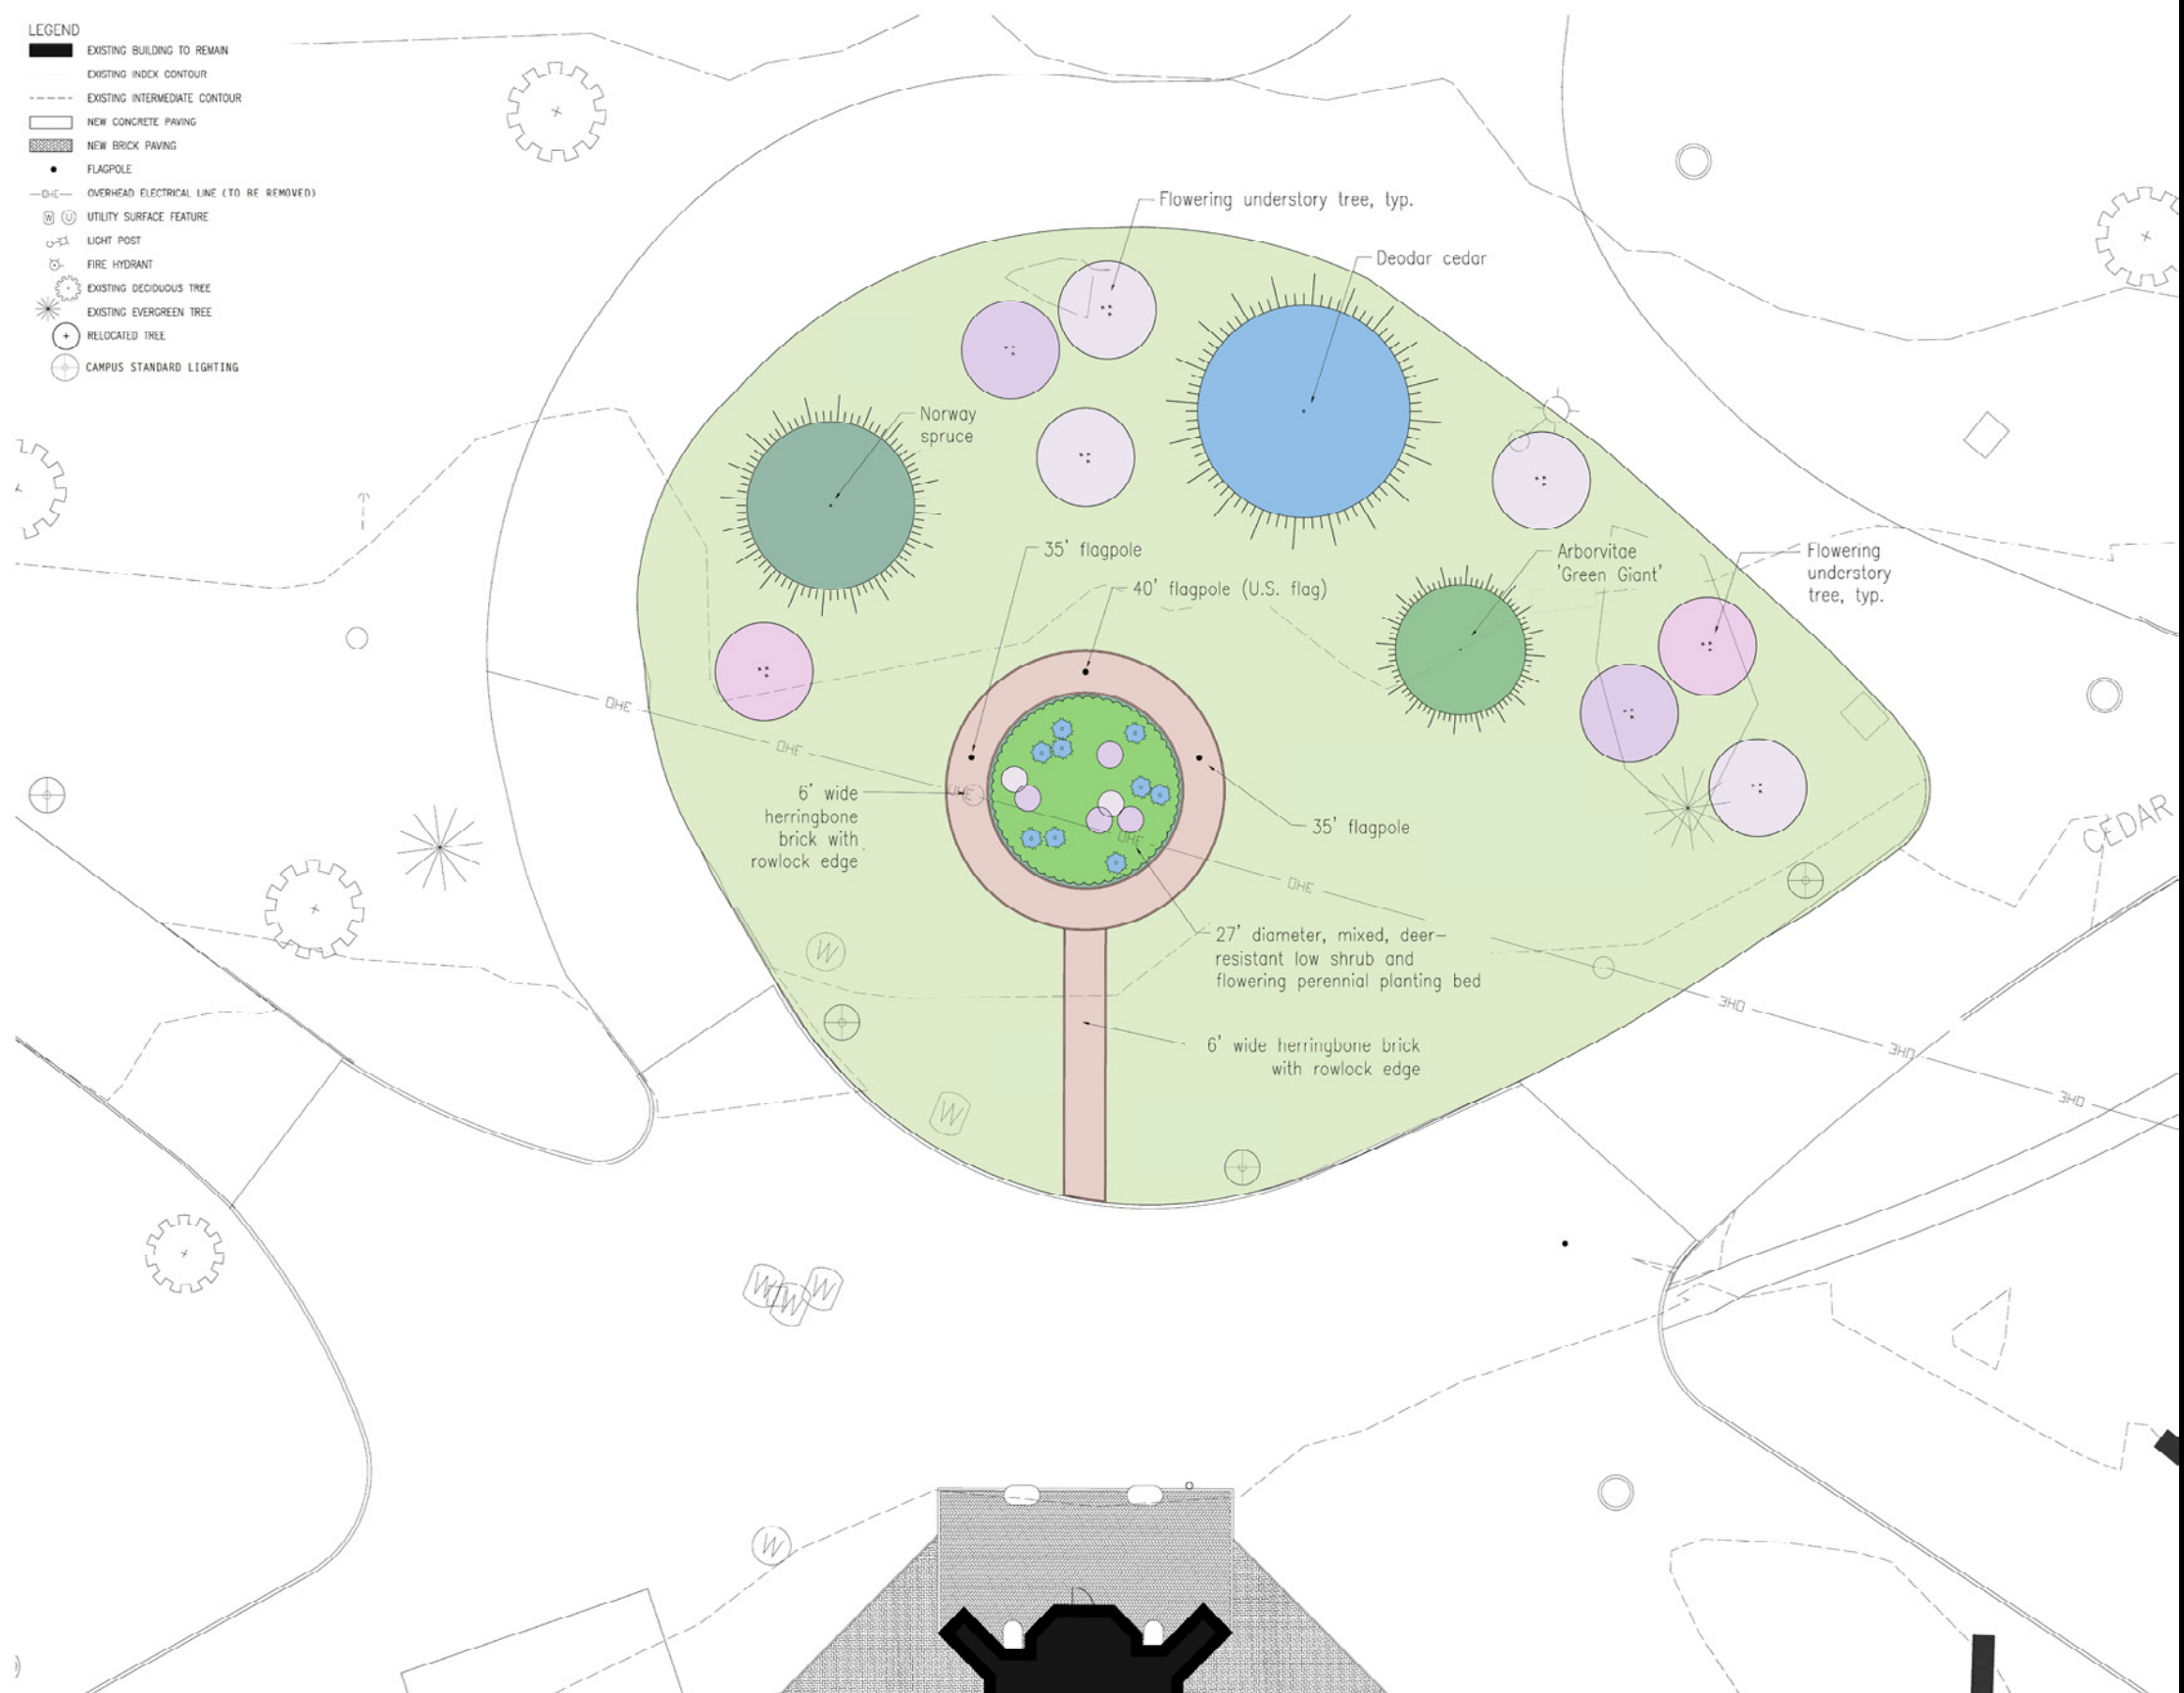 LEGEND
EXISTING BUILDING TO REMAIN
EXISTING INDEX CONTOUR
EXISTING INTERMEDIATE CONTOUR
NEW CONCRETE PAVING
NEW BRICK PAVING
FLAGPOLE
OHE OVERHEAD ELECTRICAL LINE (TO BE REMOVED)
W U UTILITY SURFACE FEATURE
LIGHT POST
FIRE HYDRANT
EXISTING DECIDUOUS TREE
EXISTING EVERGREEN TREE
RELOCATED TREE
CAMPUS STANDARD LIGHTING
Flowering understory tree, typ.
Deodar cedar
Norway
spruce
35' flagpole
40' flagpole (U.S. flag)
Arborvitae
'Green Giant'
Flowering
understory
tree, typ.
OHE
OHE
OHE
OHE
OHE
6' wide
herringbone
brick with
rowlock edge
35' flagpole
CEDAR
27' diameter, mixed, deer-
resistant low shrub and
flowering perennial planting bed
W
OHE
OHE
OHE
6' wide herringbone brick
with rowlock edge
W
W
W
W
W